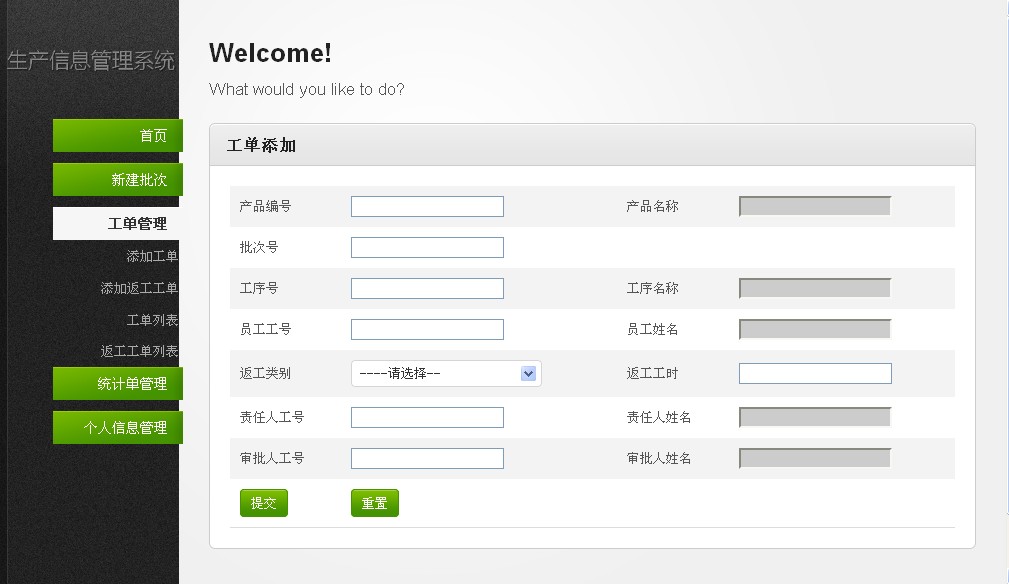 生产信息管理系统
首页
新建批次
工单管理
添加工单
添加返工工单
工单列表
返工工单列表
统计单管理
个人信息管理
Welcome!
What would you like to do?
工单添加
产品编号 产品名称
批次号
工序号 工序名称
员工工号 员工姓名
返工类别 ----请选择-- 返工工时
责任人工号 责任人姓名
审批人工号 审批人姓名
提交 重置